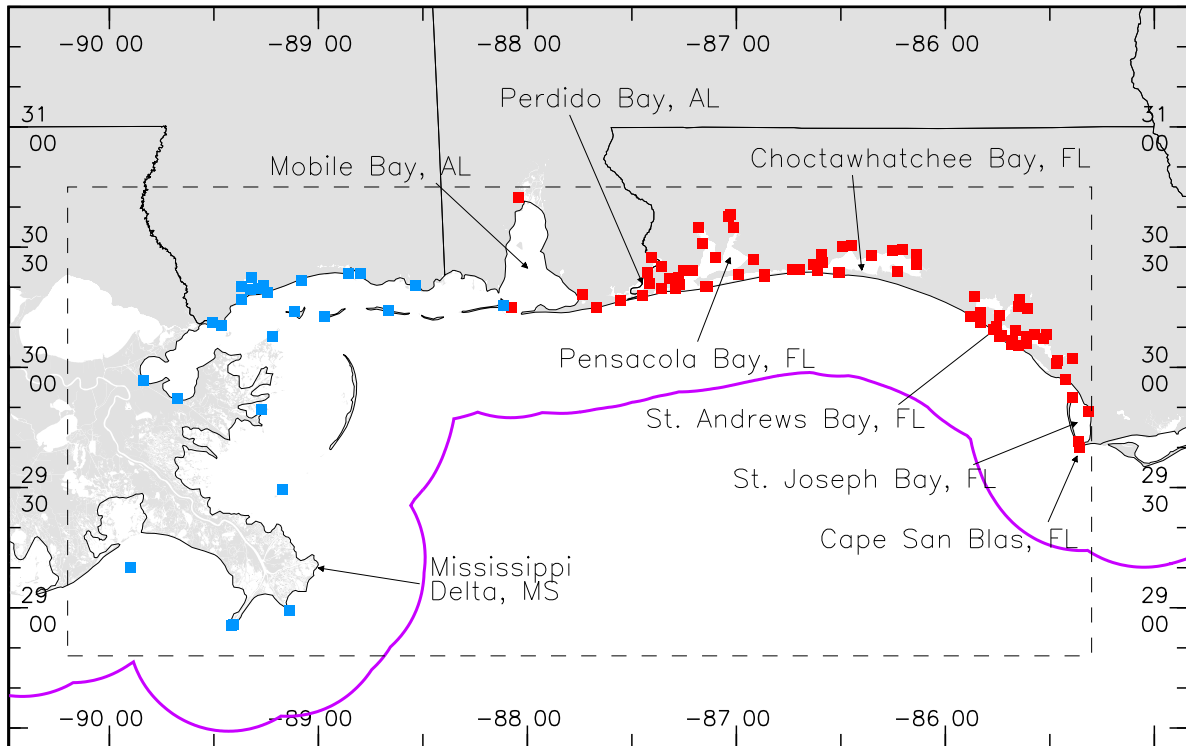 -90 00 -89 00 -88 00 -87 00 -86 00
Perdido Bay, AL
31
00
31
00
Mobile Bay, AL
Choctawhatchee Bay, FL
30
30
30
30
Pensacola Bay, FL
30
00
30
00
St. Andrews Bay, FL
St. Joseph Bay, FL
29
30
29
30
Cape San Blas, FL
Mississippi
Delta, MS
29
00
29
00
-90 00 -89 00 -88 00 -87 00 -86 00